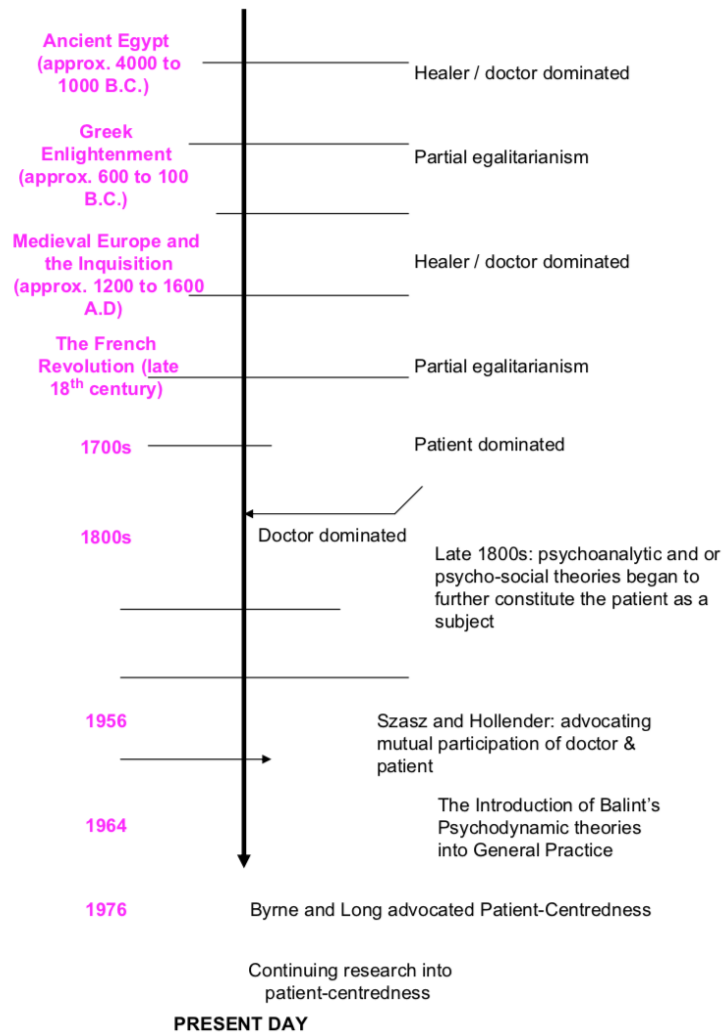 Ancient Egypt
(approx. 4000 to
1000 B.C.)
Healer / doctor dominated
Greek
Enlightenment
(approx. 600 to 100
B.C.)
Partial egalitarianism
Medieval Europe and
the Inquisition
(approx. 1200 to 1600
A.D)
Healer / doctor dominated
The French
Revolution (late
18th century)
Partial egalitarianism
1700s
Patient dominated
1800s
Doctor dominated
Late 1800s: psychoanalytic and or
psycho-social theories began to
further constitute the patient as a
subject
1956
Szasz and Hollender: advocating
mutual participation of doctor &
patient
1964
The Introduction of Balint's
Psychodynamic theories
into General Practice
1976
Byrne and Long advocated Patient-Centredness
Continuing research into
patient-centredness
PRESENT DAY